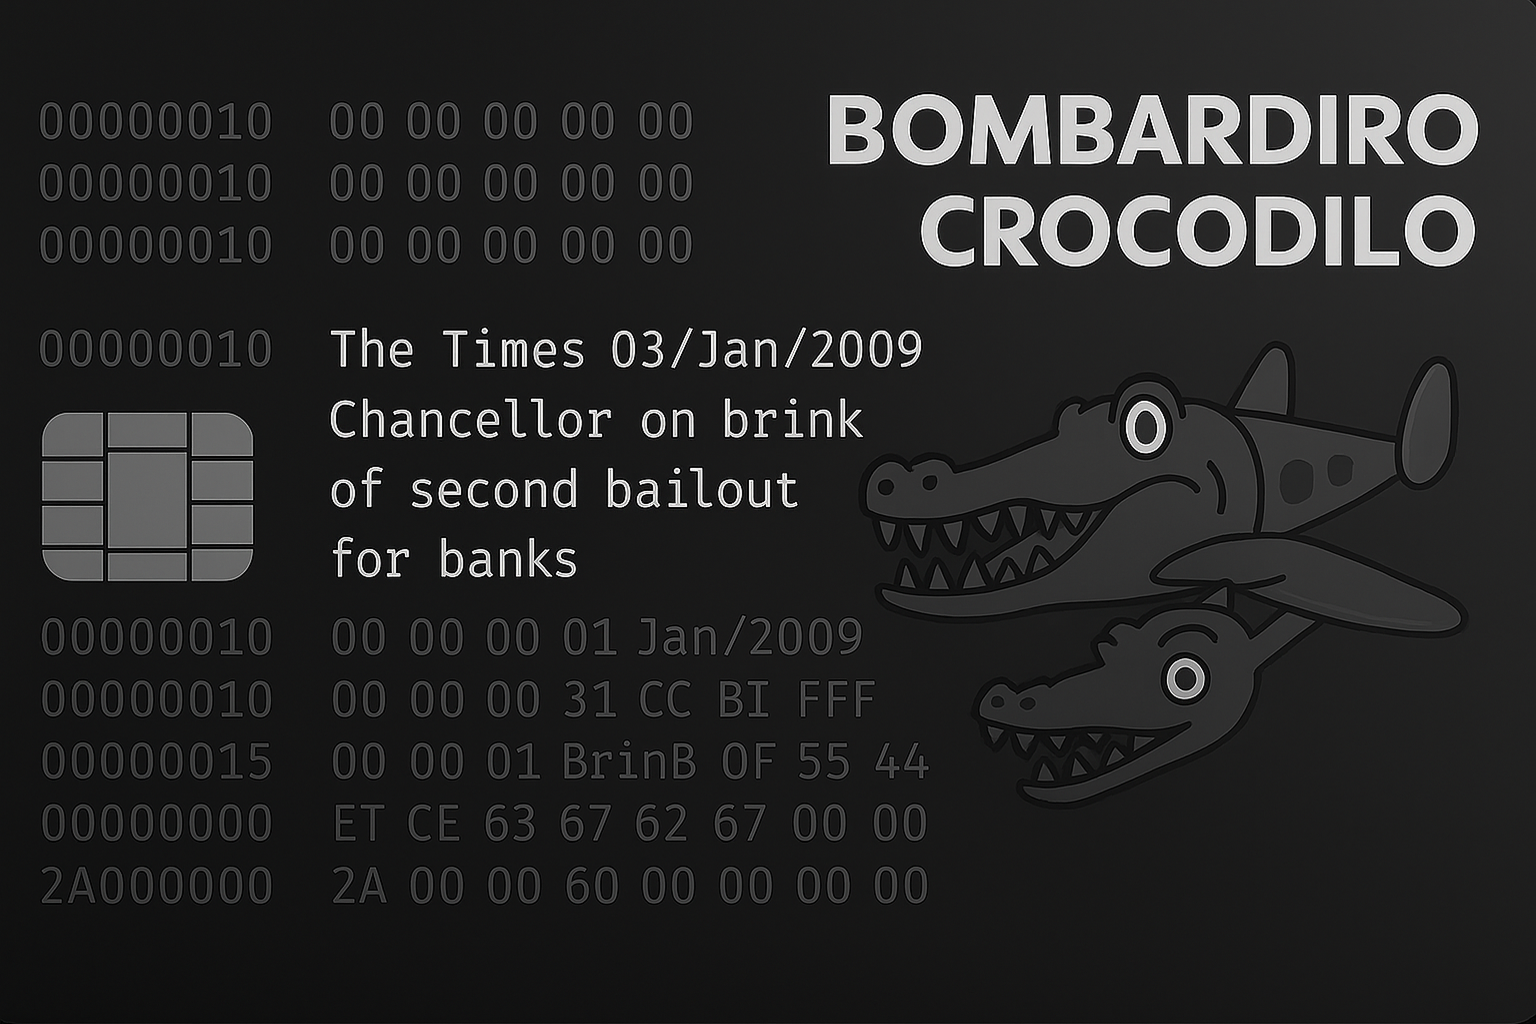 BOMBARDIRO
CROCODILO
00000010 00 00 00 00 00
00000010 00 00 00 00 00
00000010 00 00 00 00 00
00000010 The Times 03/Jan/2009
Chancellor on brink
of second bailout
for banks
00000010 00 00 00 01 Jan/2009
00000010 00 00 00 31 CC BI FFF
00000015 00 00 01 BrinB OF 55 44
00000000 ET CE 63 67 62 67 00 00
2A000000 2A 00 00 60 00 00 00 00